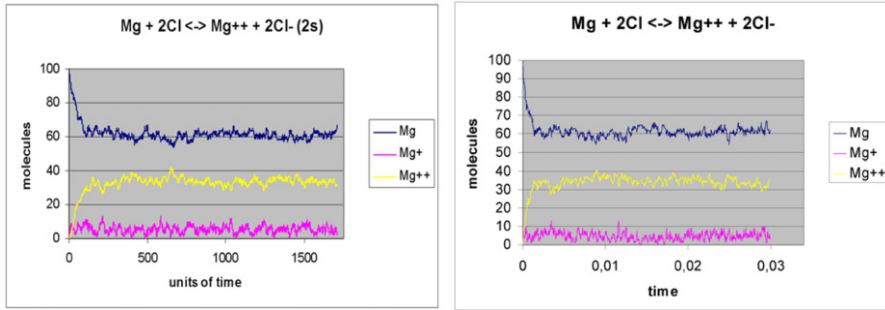 Mg + 2Cl <-> Mg++ + 2Cl- (2s)
100
80
60
40
20
0
molecules
0
500
1000
1500
units of time
Mg
Mg+
Mg++
Mg + 2Cl <-> Mg++ + 2Cl-
100
90
80
70
60
50
40
30
20
10
0
molecules
0
0,01
0,02
0,03
time
Mg
Mg+
Mg++